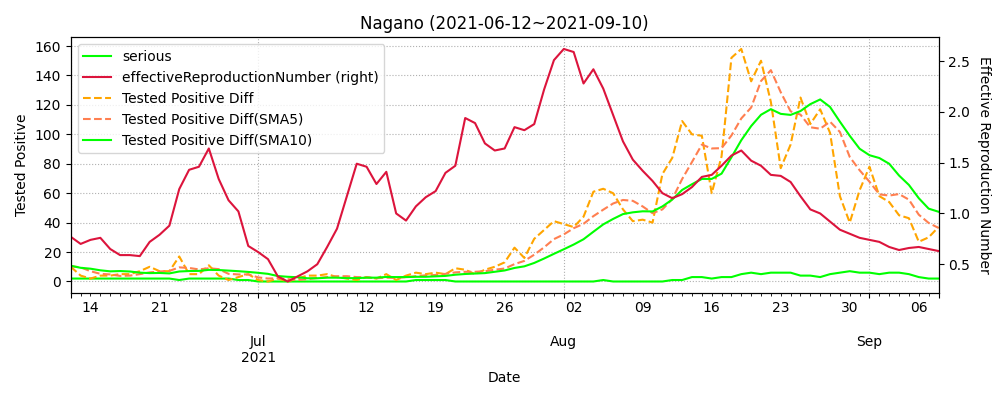 Nagano (2021-06-12~2021-09-10)
serious
effectiveReproductionNumber (right)
Tested Positive Diff
Tested Positive Diff(SMA5)
Tested Positive Diff(SMA10)
Tested Positive
160
140
120
100
80
60
40
20
0
2.5
2.0
1.5
1.0
0.5
Effective Reproduction Number
14 21 28 05 12 19 26 02 09 16 23 30 06
Jul Aug Sep
2021
Date